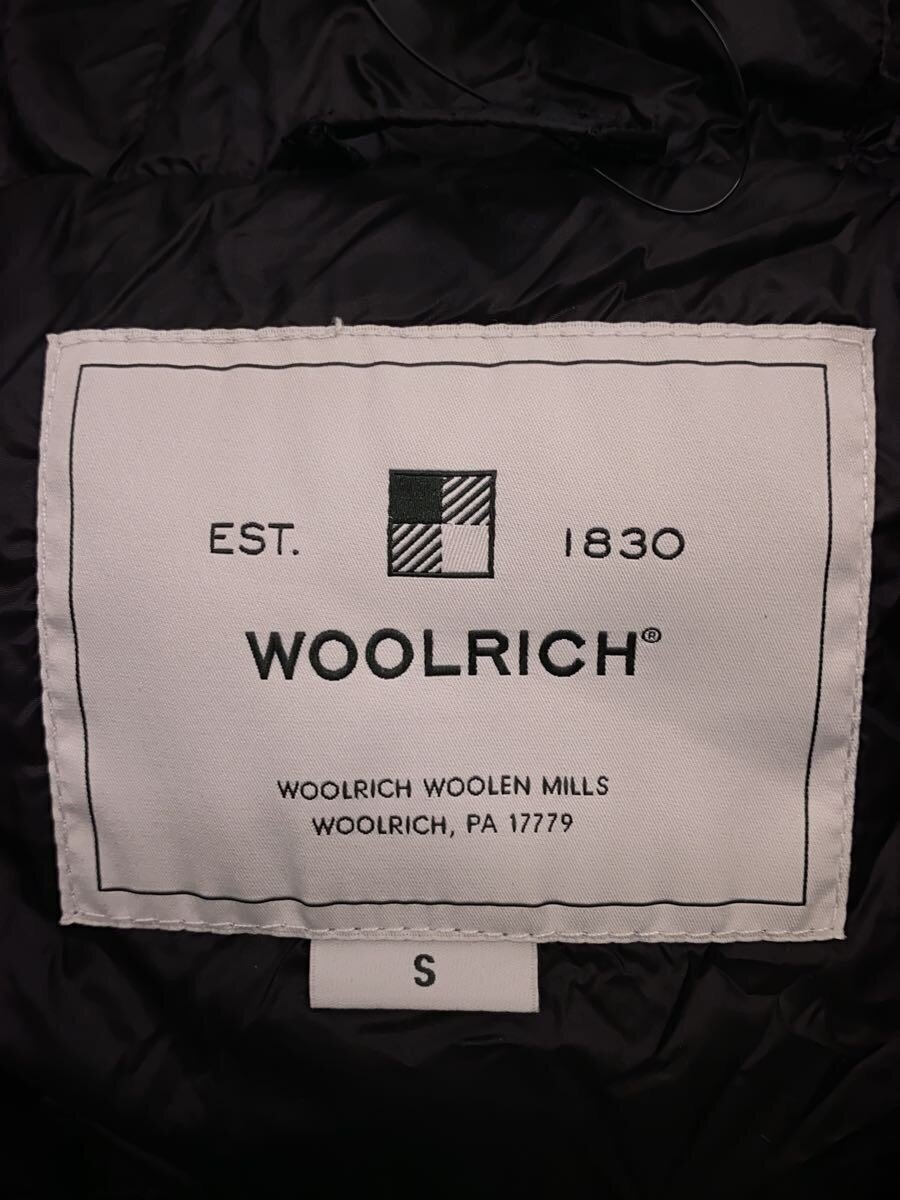 EST. 1830
WOOLRICH®
WOOLRICH WOOLEN MILLS
WOOLRICH, PA 17779
S